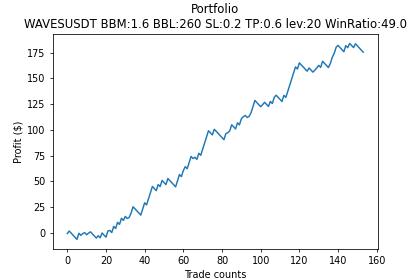 Portfolio
WAVESUSDT BBM:1.6 BBL:260 SL:0.2 TP:0.6 lev:20 WinRatio:49.0
175
150
125
100
75
50
25
0
Profit ($)
0 20 40 60 80 100 120 140 160
Trade counts